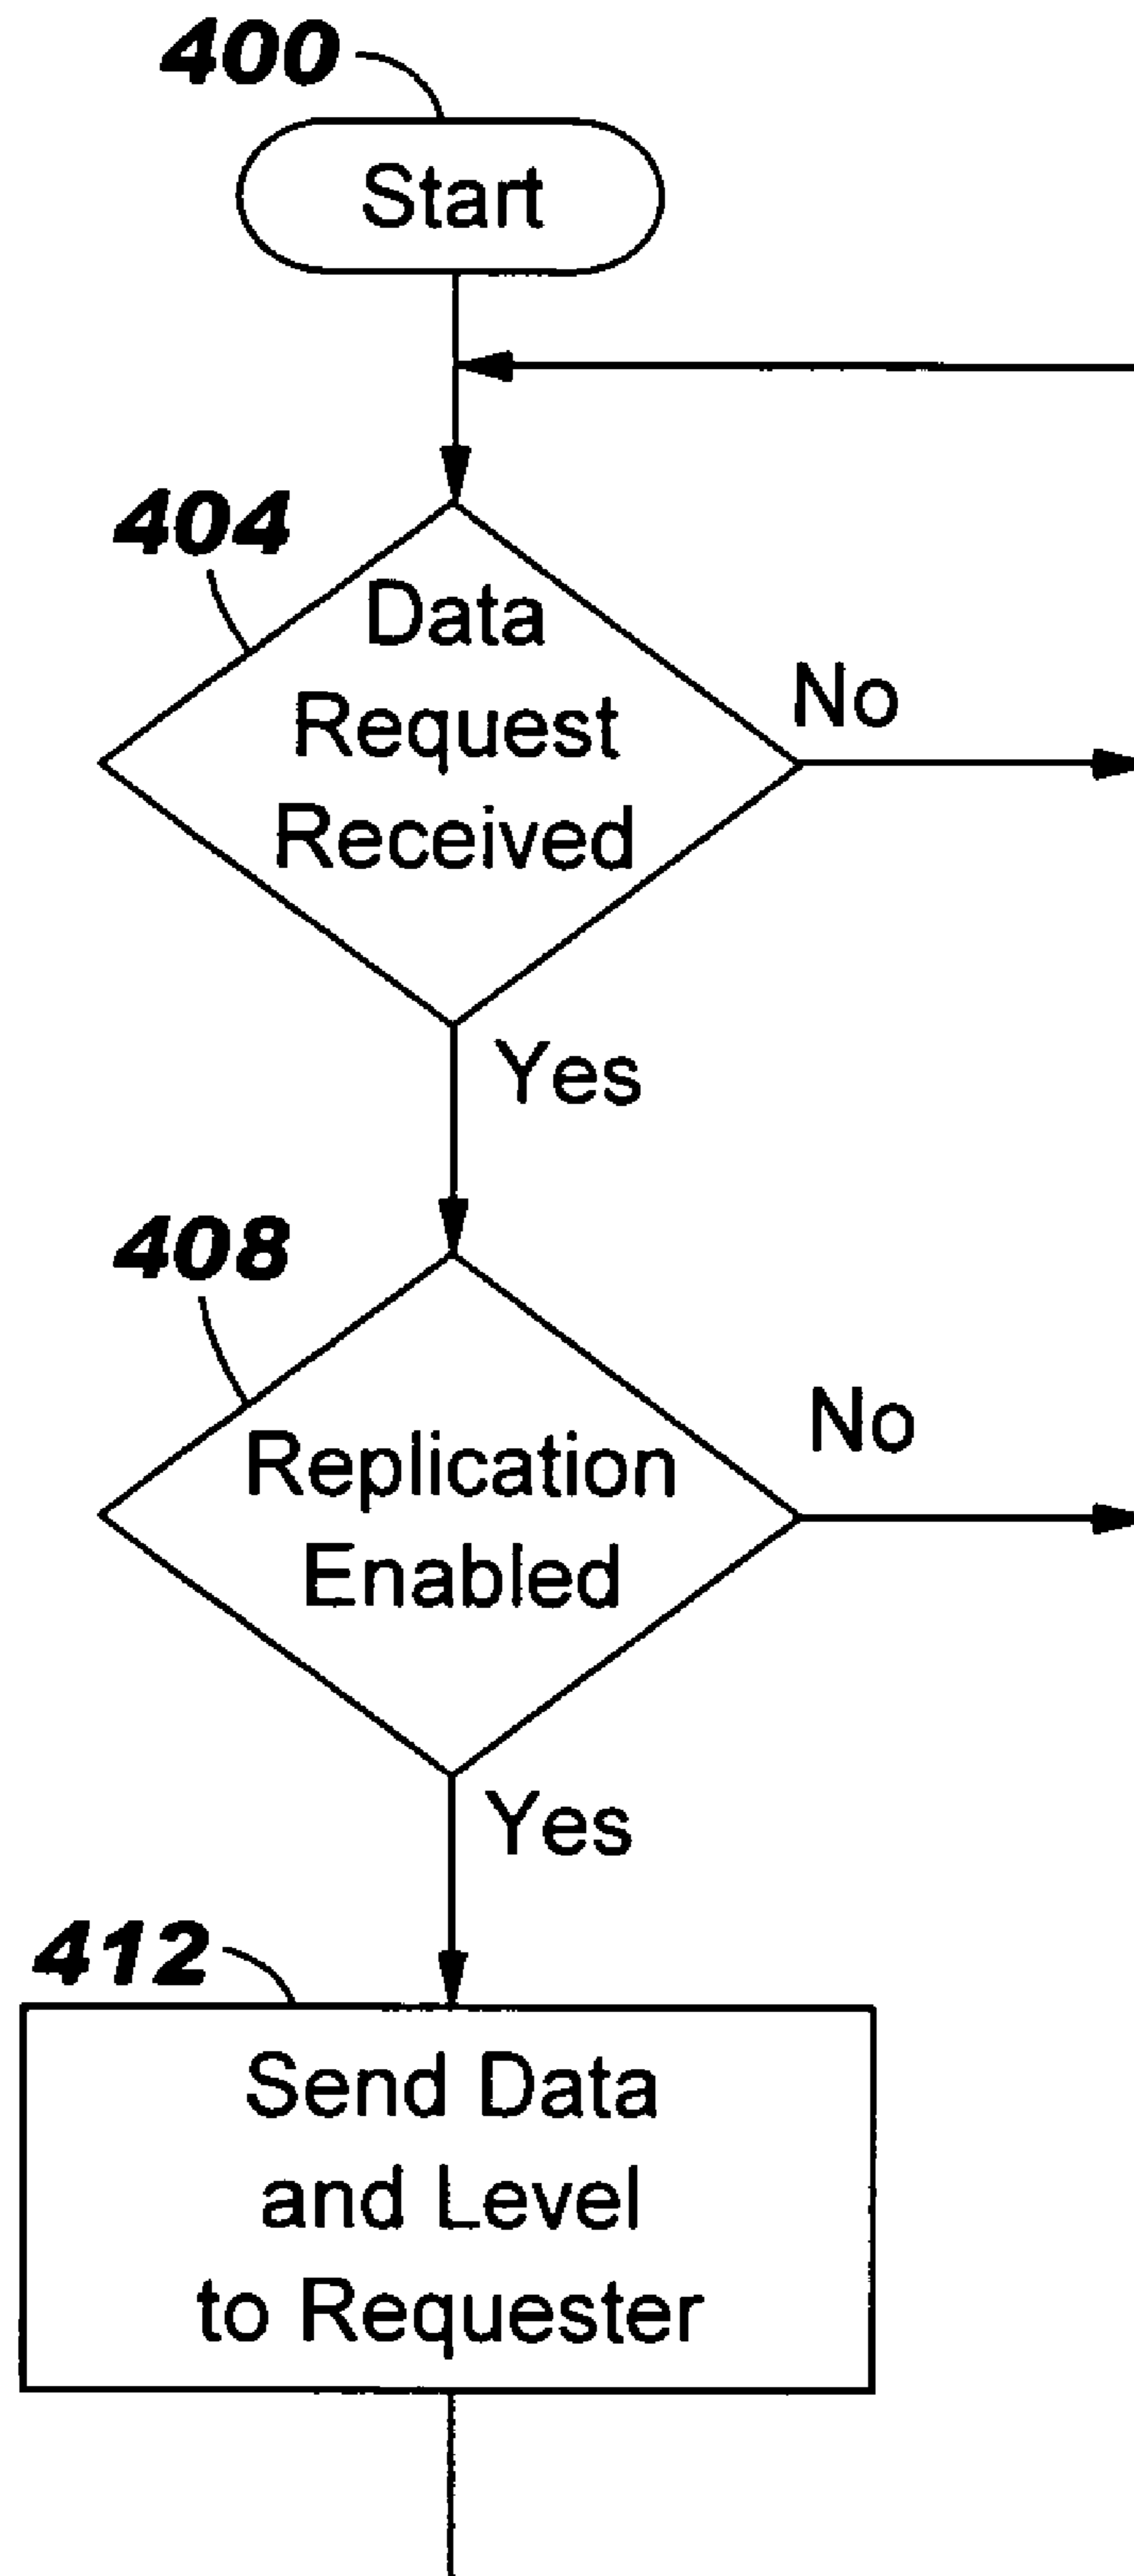 400
Start
404
Data
Request
Received
No
Yes
408
Replication
Enabled
No
Yes
412
Send Data
and Level
to Requester